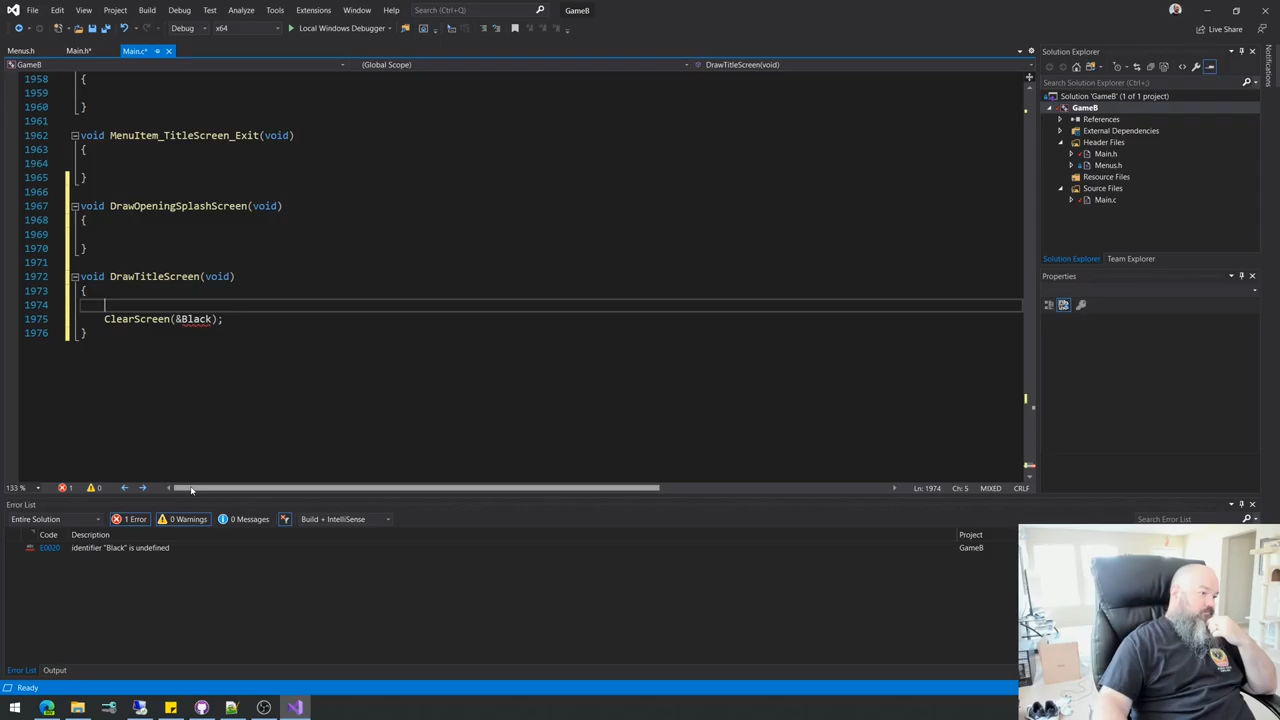 File Edit View Git Project Build Debug Test Analyze Tools Extensions Window Help Search (Ctrl+Q) GameB
Debug x64 Local Windows Debugger Live Share
Menus.h Main.h* Main.c*
GameB (Global Scope) DrawTitleScreen(void)
1958 {
1959
1960 }
1961
1962 void MenuItem_TitleScreen_Exit(void)
1963 {
1964
1965 }
1966
1967 void DrawOpeningSplashScreen(void)
1968 {
1969
1970 }
1971
1972 void DrawTitleScreen(void)
1973 {
1974
1975 ClearScreen(&Black);
1976 }
133 % 1 0 Ln: 1974 Ch: 5 MIXED CRLF
Error List
Entire Solution 1 Error 0 Warnings 0 Messages Build + IntelliSense Search Error List
Code Description Project
E0020 identifier "Black" is undefined GameB
Error List Output
Ready
Solution Explorer
Search Solution Explorer (Ctrl+;)
Solution 'GameB' (1 of 1 project)
GameB
References
External Dependencies
Header Files
Main.h
Menus.h
Resource Files
Source Files
Main.c
Solution Explorer Team Explorer
Properties
Notifications